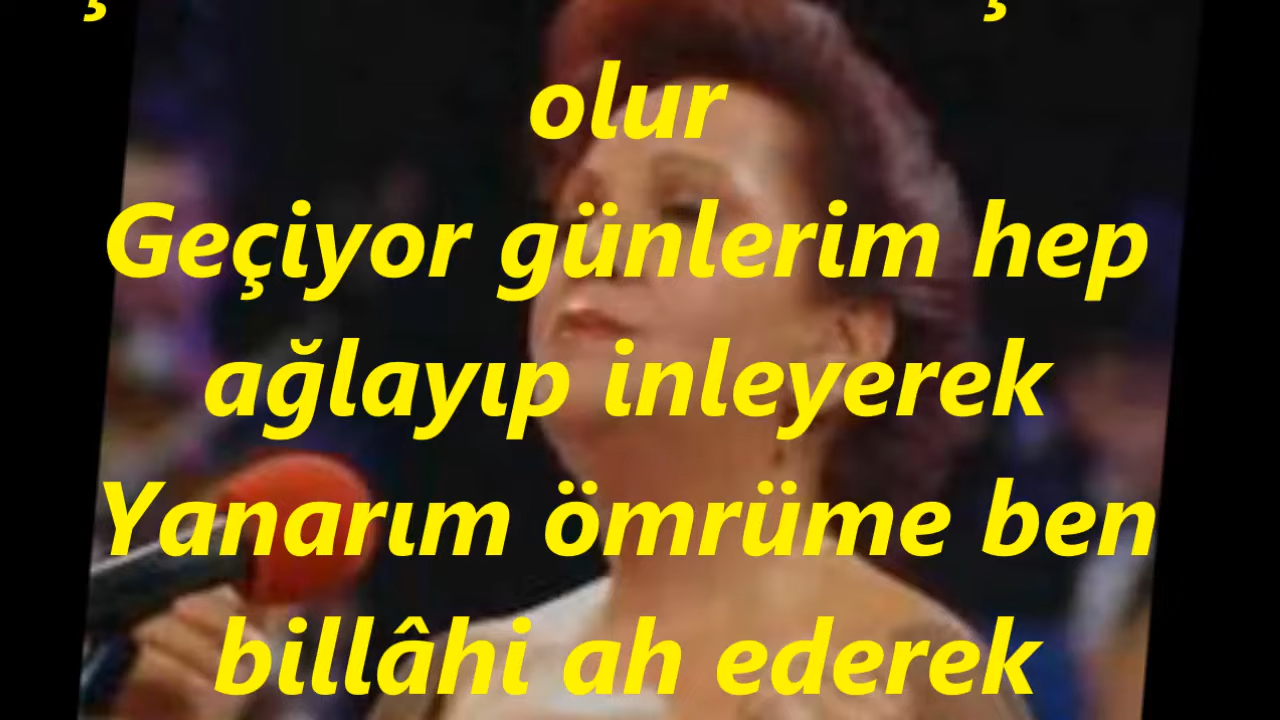 olur
Geçiyor günlerim hep
ağlayıp inleyerek
Yanarım ömrüme ben
billâhi ah ederek